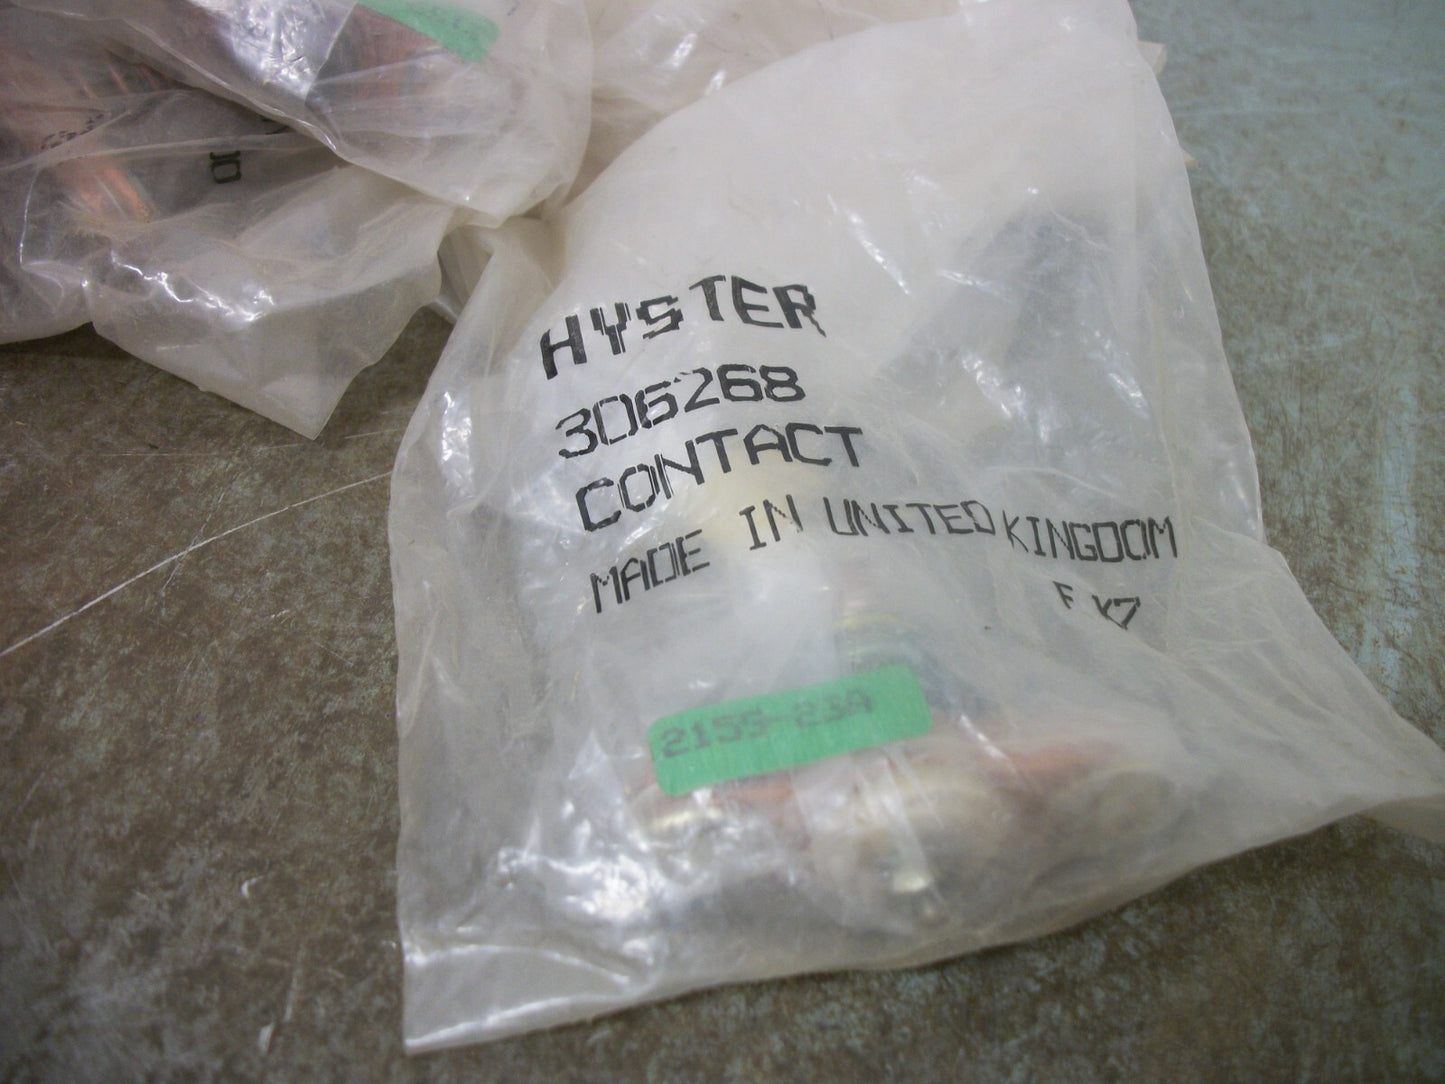 HYSTER
306268
CONTACT
MADE IN UNITED KINGDOM
2155-23A